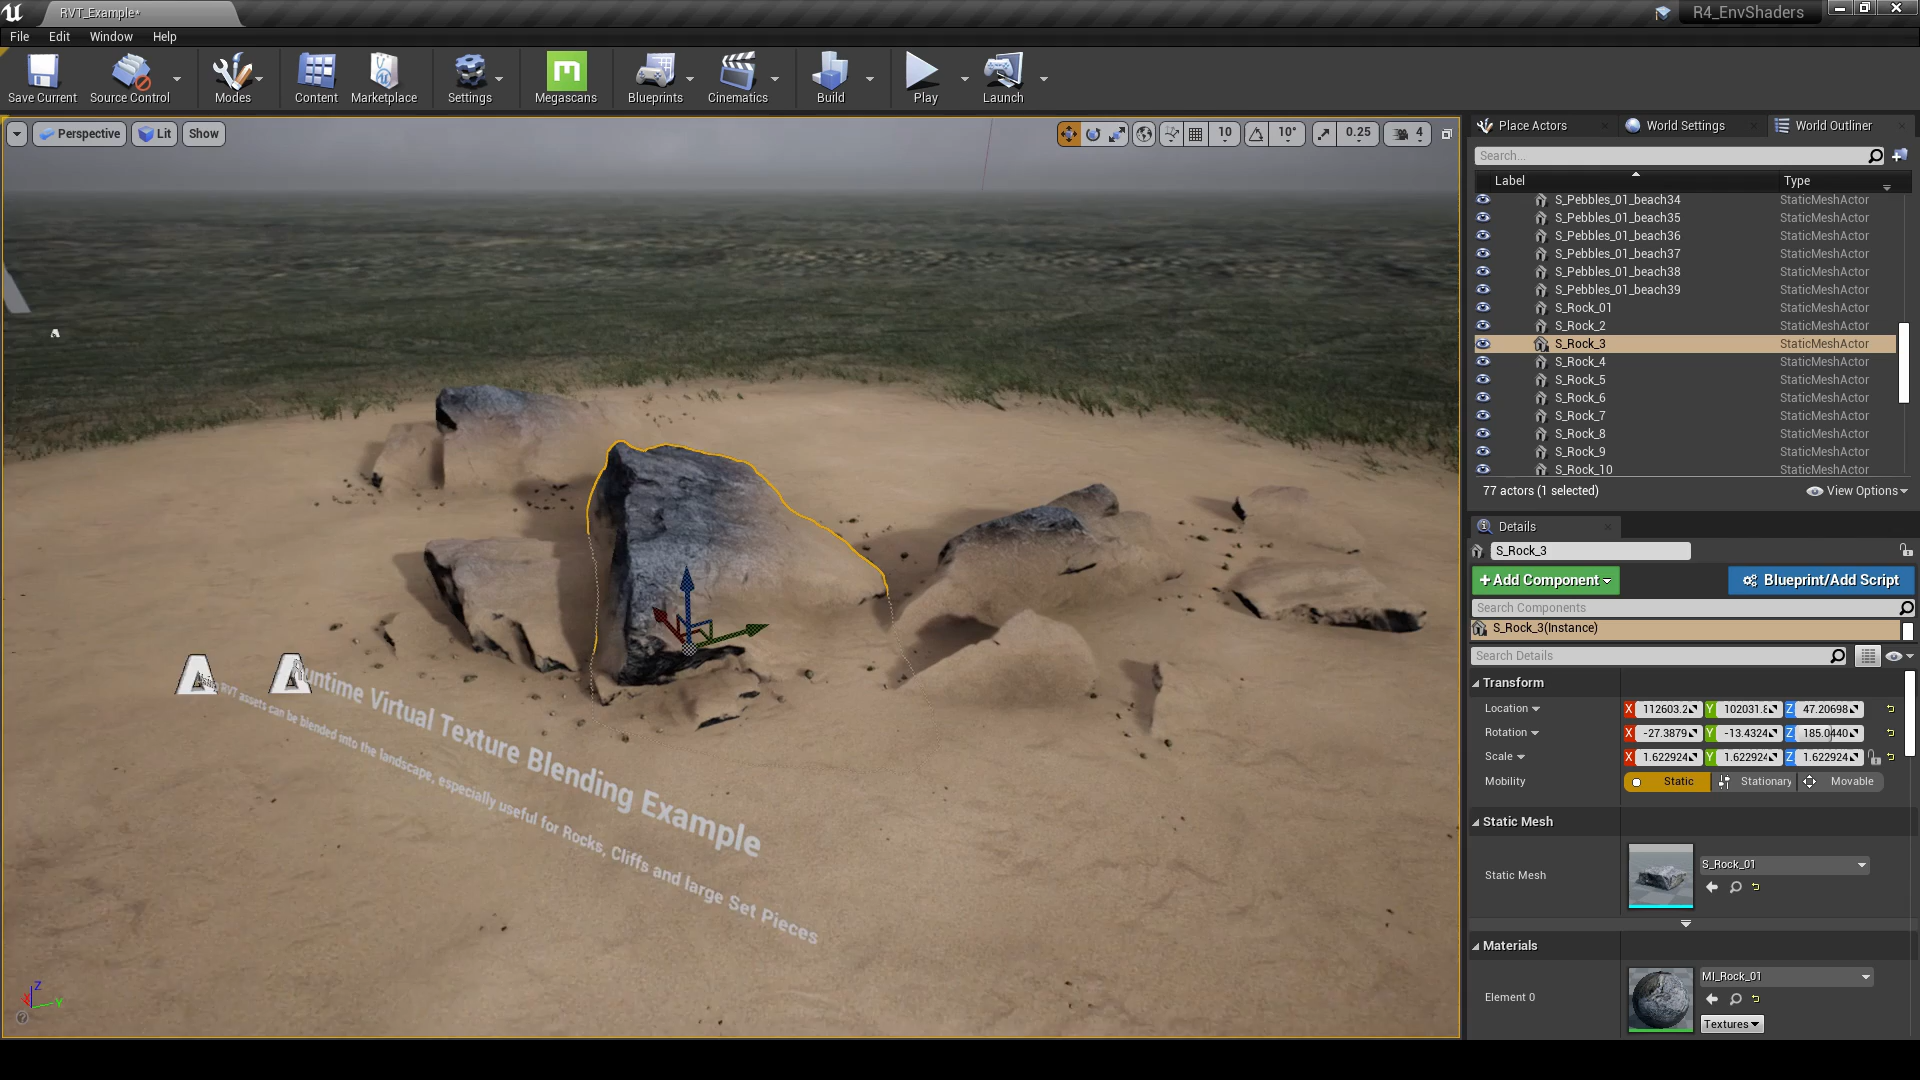 RVT_Example*
R4_EnvShaders
File Edit Window Help
Save Current Source Control Modes Content Marketplace Settings Megascans Blueprints Cinematics Build Play Launch
Perspective Lit Show
10 10° 0.25 4
Runtime Virtual Texture Blending Example
RVT assets can be blended into the landscape, especially useful for Rocks, Cliffs and large Set Pieces
Place Actors World Settings World Outliner
Search...
Label Type
S_Pebbles_01_beach34 StaticMeshActor
S_Pebbles_01_beach35 StaticMeshActor
S_Pebbles_01_beach36 StaticMeshActor
S_Pebbles_01_beach37 StaticMeshActor
S_Pebbles_01_beach38 StaticMeshActor
S_Pebbles_01_beach39 StaticMeshActor
S_Rock_01 StaticMeshActor
S_Rock_2 StaticMeshActor
S_Rock_3 StaticMeshActor
S_Rock_4 StaticMeshActor
S_Rock_5 StaticMeshActor
S_Rock_6 StaticMeshActor
S_Rock_7 StaticMeshActor
S_Rock_8 StaticMeshActor
S_Rock_9 StaticMeshActor
S_Rock_10 StaticMeshActor
77 actors (1 selected) View Options
Details
S_Rock_3
+Add Component Blueprint/Add Script
Search Components
S_Rock_3(Instance)
Search Details
Transform
Location X 112603.2 Y 102031.6 Z 47.20698
Rotation X -27.3879 Y -13.4324 Z 185.0440
Scale X 1.622924 Y 1.622924 Z 1.622924
Mobility Static Stationary Movable
Static Mesh
Static Mesh S_Rock_01
Materials
Element 0 MI_Rock_01
Textures
Z
X Y